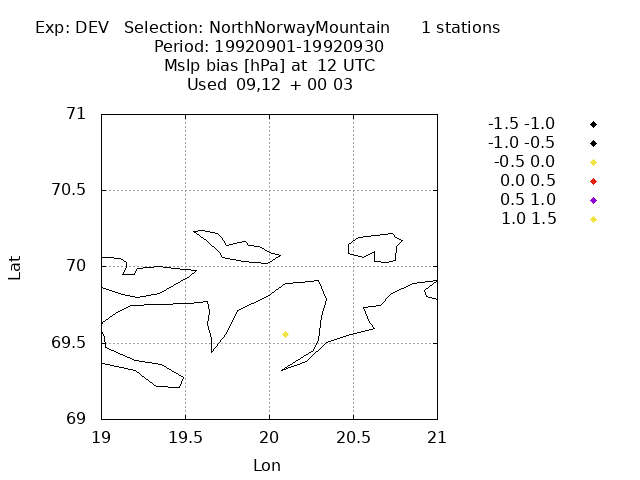 Exp: DEV   Selection: NorthNorwayMountain      1 stations
Period: 19920901-19920930
Mslp bias [hPa] at  12 UTC
Used  09,12  + 00 03
71
70.5
70
69.5
69
19
19.5
20
20.5
21
Lat
Lon
-1.5 -1.0
-1.0 -0.5
-0.5 0.0
0.0 0.5
0.5 1.0
1.0 1.5